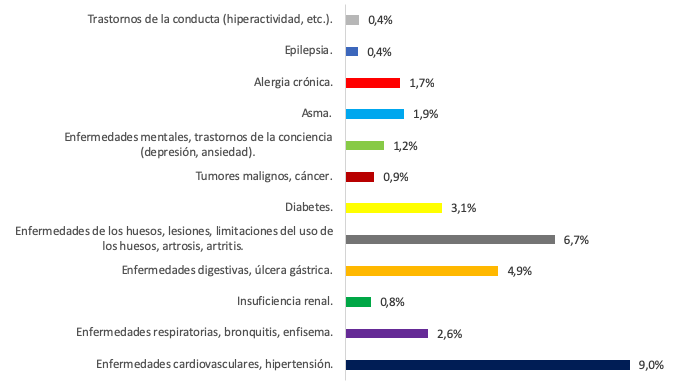 Trastornos de la conducta (hiperactividad, etc.). 0,4%
Epilepsia. 0,4%
Alergia crónica. 1,7%
Asma. 1,9%
Enfermedades mentales, trastornos de la conciencia
(depresión, ansiedad). 1,2%
Tumores malignos, cáncer. 0,9%
Diabetes. 3,1%
Enfermedades de los huesos, lesiones, limitaciones del uso de
los huesos, artrosis, artritis. 6,7%
Enfermedades digestivas, úlcera gástrica. 4,9%
Insuficiencia renal. 0,8%
Enfermedades respiratorias, bronquitis, enfisema. 2,6%
Enfermedades cardiovasculares, hipertensión. 9,0%